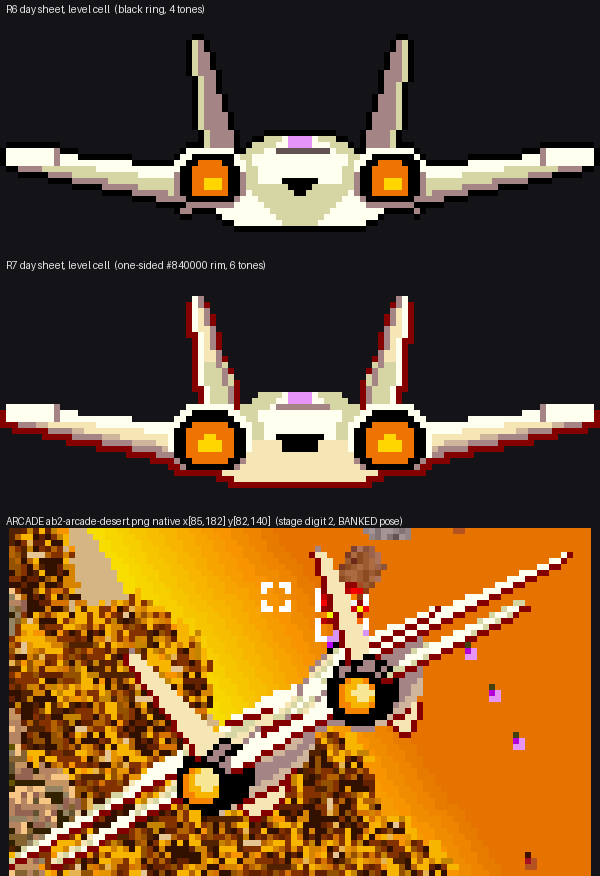 R6 day sheet, level cell  (black ring, 4 tones)
R7 day sheet, level cell  (one-sided #840000 rim, 6 tones)
ARCADE ab2-arcade-desert.png native x[85,182] y[82,140]  (stage digit 2, BANKED pose)